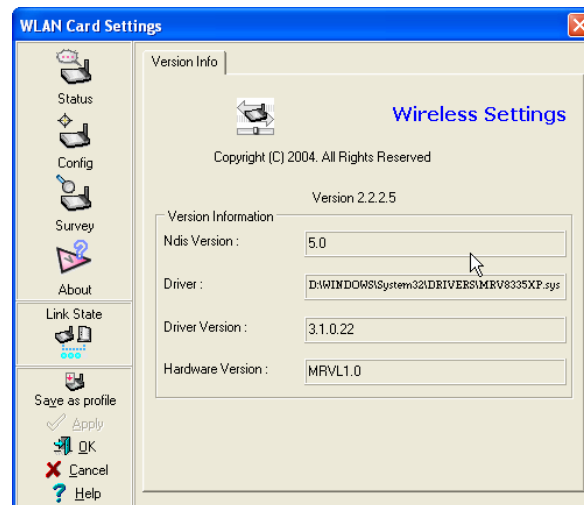 WLAN Card Settings
Status
Config
Survey
About
Link State
Save as profile
Apply
OK
Cancel
Help
Version Info
Wireless Settings
Copyright (C) 2004. All Rights Reserved
Version 2.2.2.5
Version Information
Ndis Version :
5.0
Driver :
D:\WINDOWS\System32\DRIVERS\MRV8335XP.sys
Driver Version :
3.1.0.22
Hardware Version :
MRVL1.0